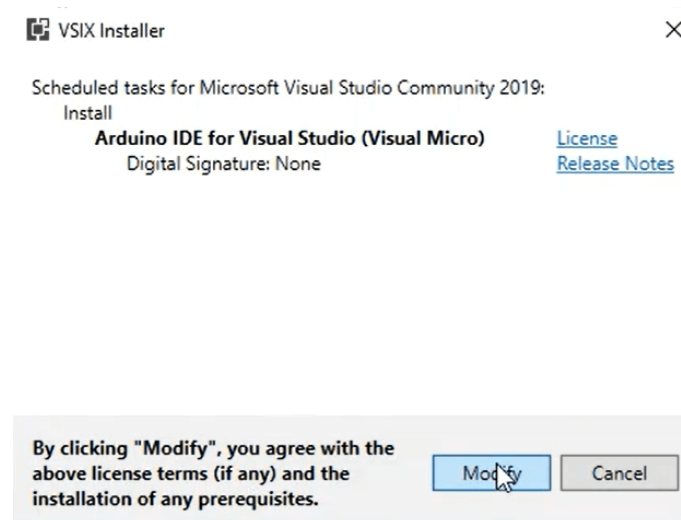 VSIX Installer
Scheduled tasks for Microsoft Visual Studio Community 2019:
Install
Arduino IDE for Visual Studio (Visual Micro) License
Digital Signature: None Release Notes
By clicking "Modify", you agree with the
above license terms (if any) and the
installation of any prerequisites.
Modify Cancel